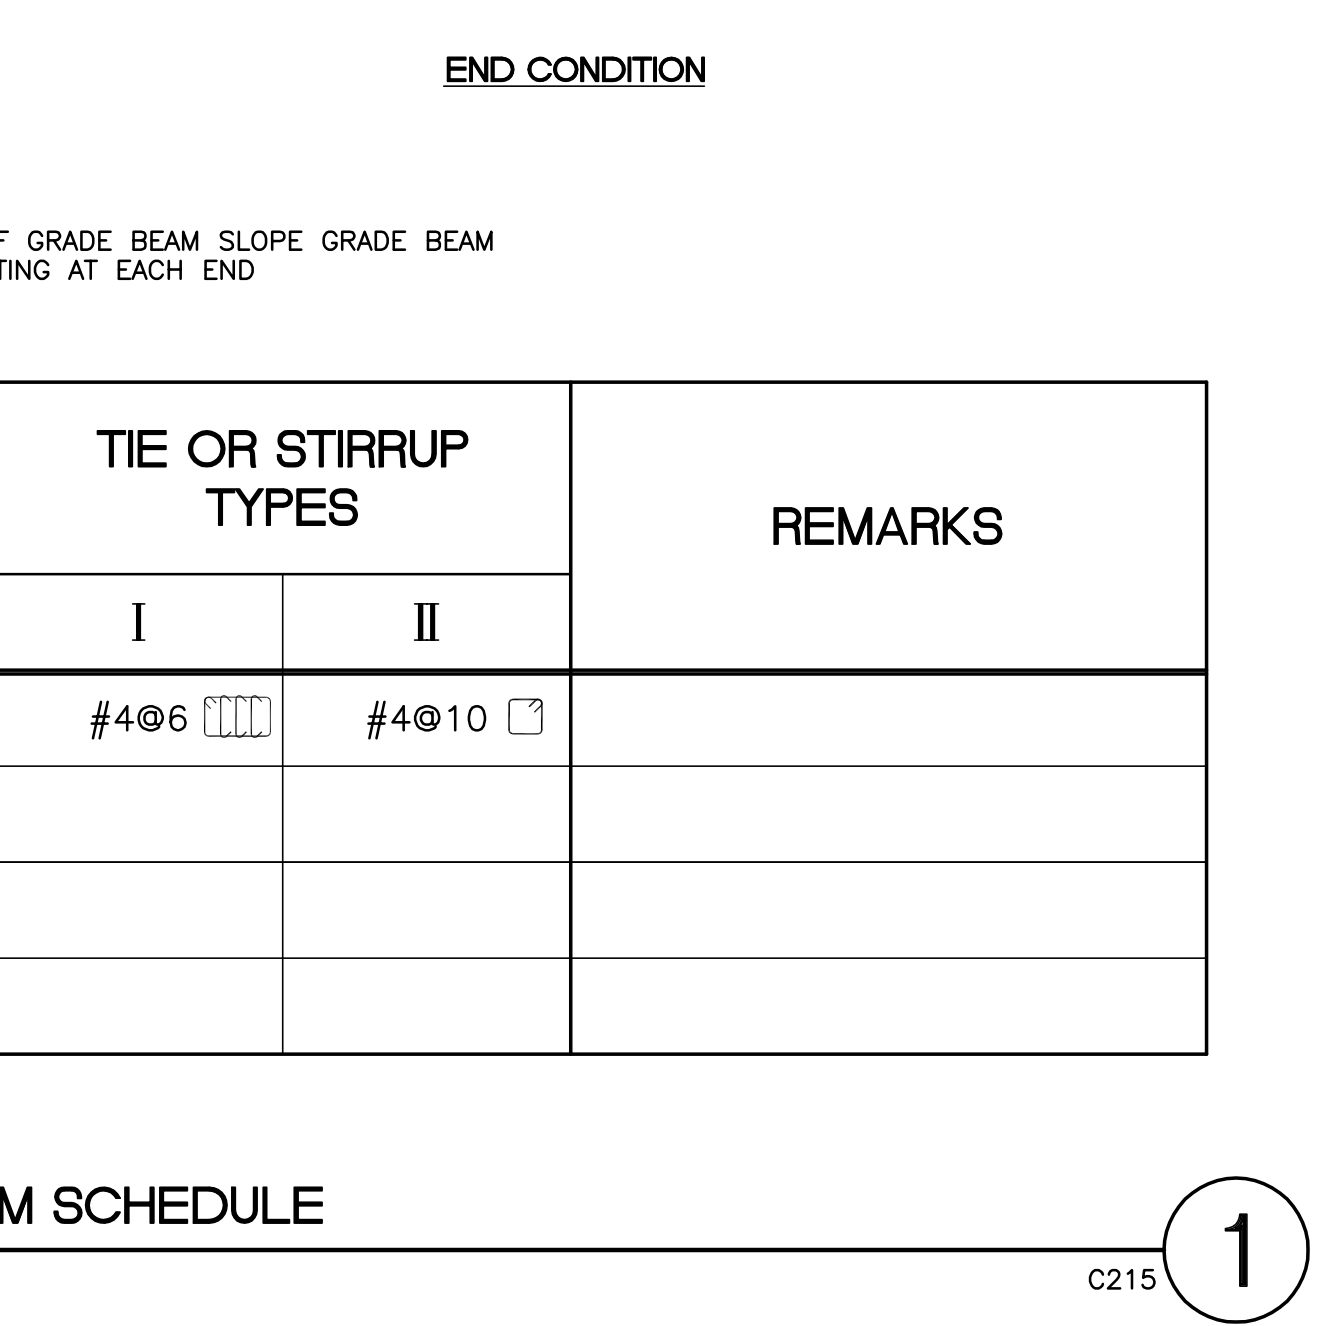 END CONDITION
GRADE BEAM SLOPE GRADE BEAM
AT EACH END
TIE OR STIRRUP
TYPES
REMARKS
I
II
#4@6
#4@10
SCHEDULE
1
C215